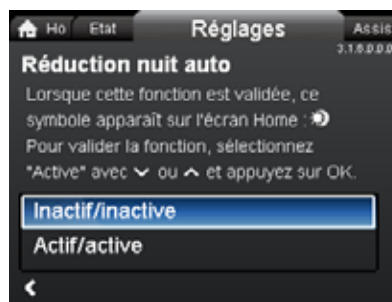 Ho Etat Réglages Assis
3.1.6.0.0.0
Réduction nuit auto
Lorsque cette fonction est validée, ce
symbole apparaît sur l'écran Home :
Pour valider la fonction, sélectionnez
"Active" avec ou et appuyez sur OK.
Inactif/inactive
Actif/active